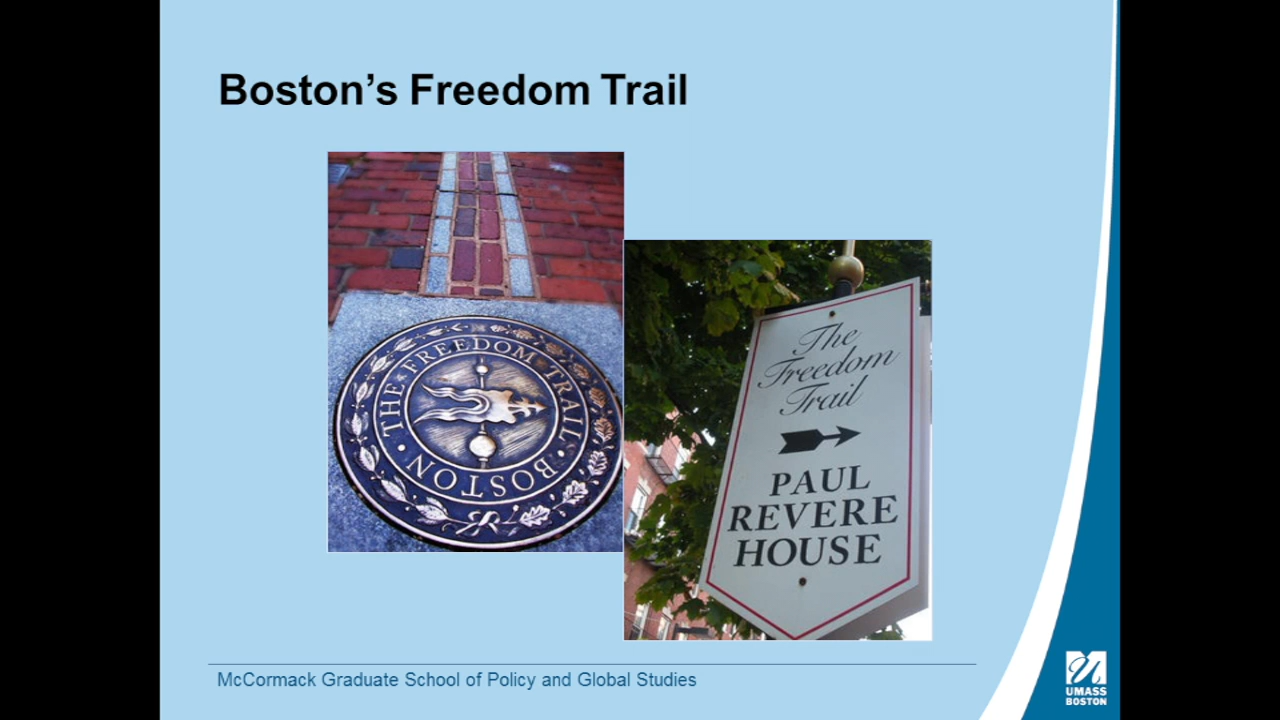 Boston’s Freedom Trail
THE FREEDOM TRAIL
BOSTON
The
Freedom
Trail
PAUL
REVERE
HOUSE
McCormack Graduate School of Policy and Global Studies
UMASS
BOSTON